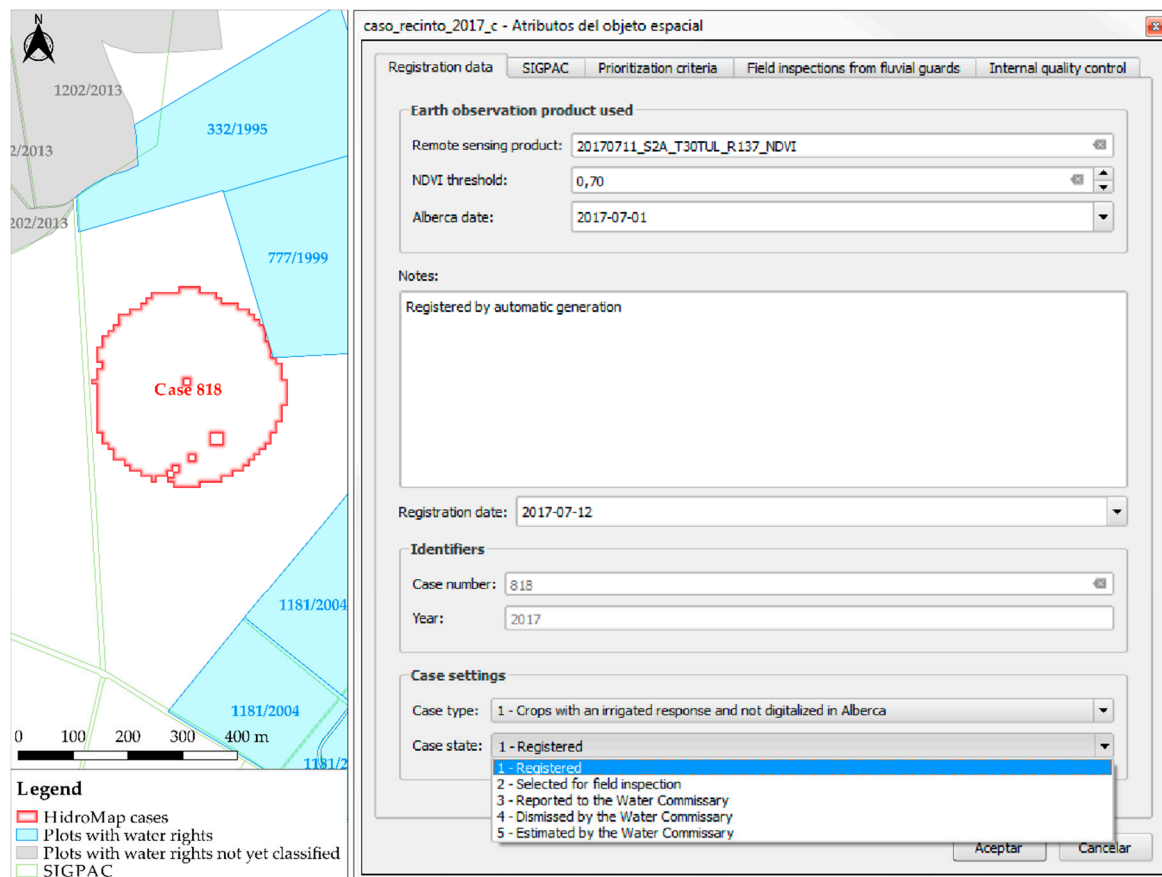 N
1202/2013
332/1995
2/2013
202/2013
777/1999
Case 818
1181/2004
1181/2004
1181/2
0 100 200 300 400 m
Legend
HidroMap cases
Plots with water rights
Plots with water rights not yet classified
SIGPAC
caso_recinto_2017_c - Atributos del objeto espacial
Registration data SIGPAC Prioritization criteria Field inspections from fluvial guards Internal quality control
Earth observation product used
Remote sensing product: 20170711_S2A_T30TUL_R137_NDVI
NDVI threshold: 0,70
Alberca date: 2017-07-01
Notes:
Registered by automatic generation
Registration date: 2017-07-12
Identifiers
Case number: 818
Year: 2017
Case settings
Case type: 1 - Crops with an irrigated response and not digitalized in Alberca
Case state: 1 - Registered
1 - Registered
2 - Selected for field inspection
3 - Reported to the Water Commissary
4 - Dismissed by the Water Commissary
5 - Estimated by the Water Commissary
Aceptar Cancelar